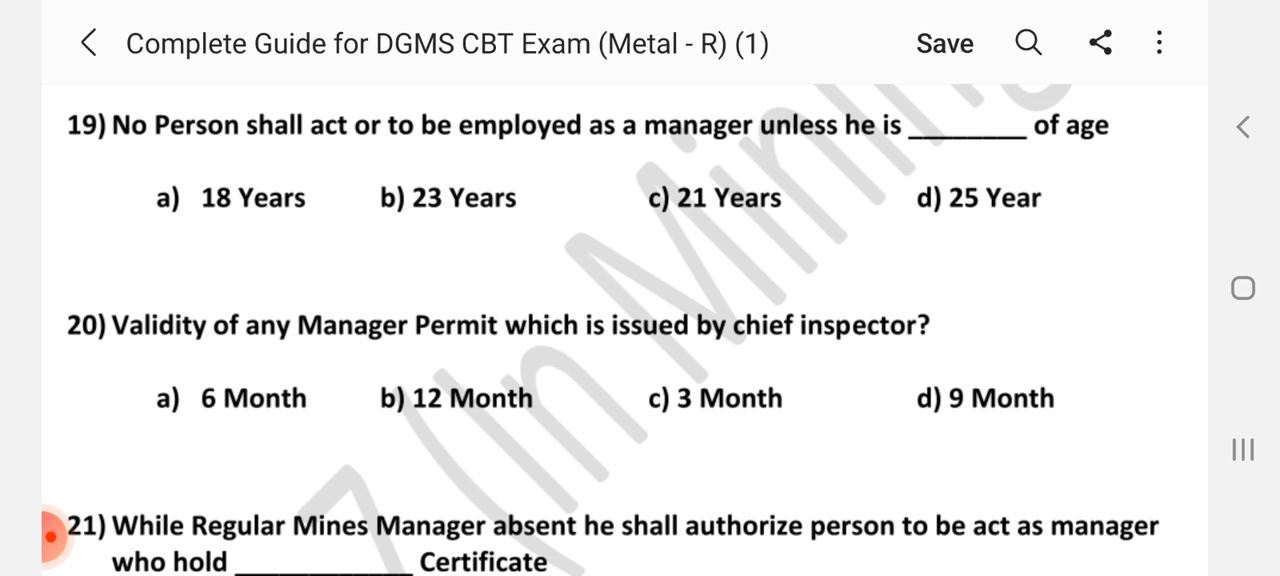 Complete Guide for DGMS CBT Exam (Metal - R) (1) Save
19) No Person shall act or to be employed as a manager unless he is ________ of age
a) 18 Years b) 23 Years c) 21 Years d) 25 Year
20) Validity of any Manager Permit which is issued by chief inspector?
a) 6 Month b) 12 Month c) 3 Month d) 9 Month
21) While Regular Mines Manager absent he shall authorize person to be act as manager
who hold ____________ Certificate